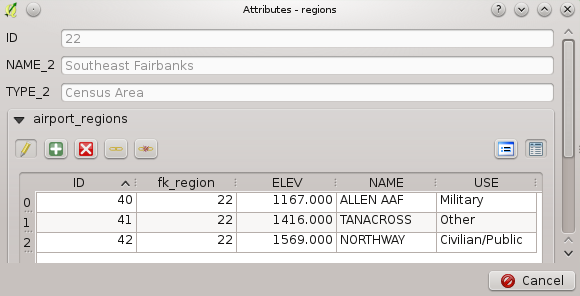 Attributes - regions
ID 22
NAME_2 Southeast Fairbanks
TYPE_2 Census Area
airport_regions
ID fk_region ELEV NAME USE
0 40 22 1167.000 ALLEN AAF Military
1 41 22 1416.000 TANACROSS Other
2 42 22 1569.000 NORTHWAY Civilian/Public
Cancel